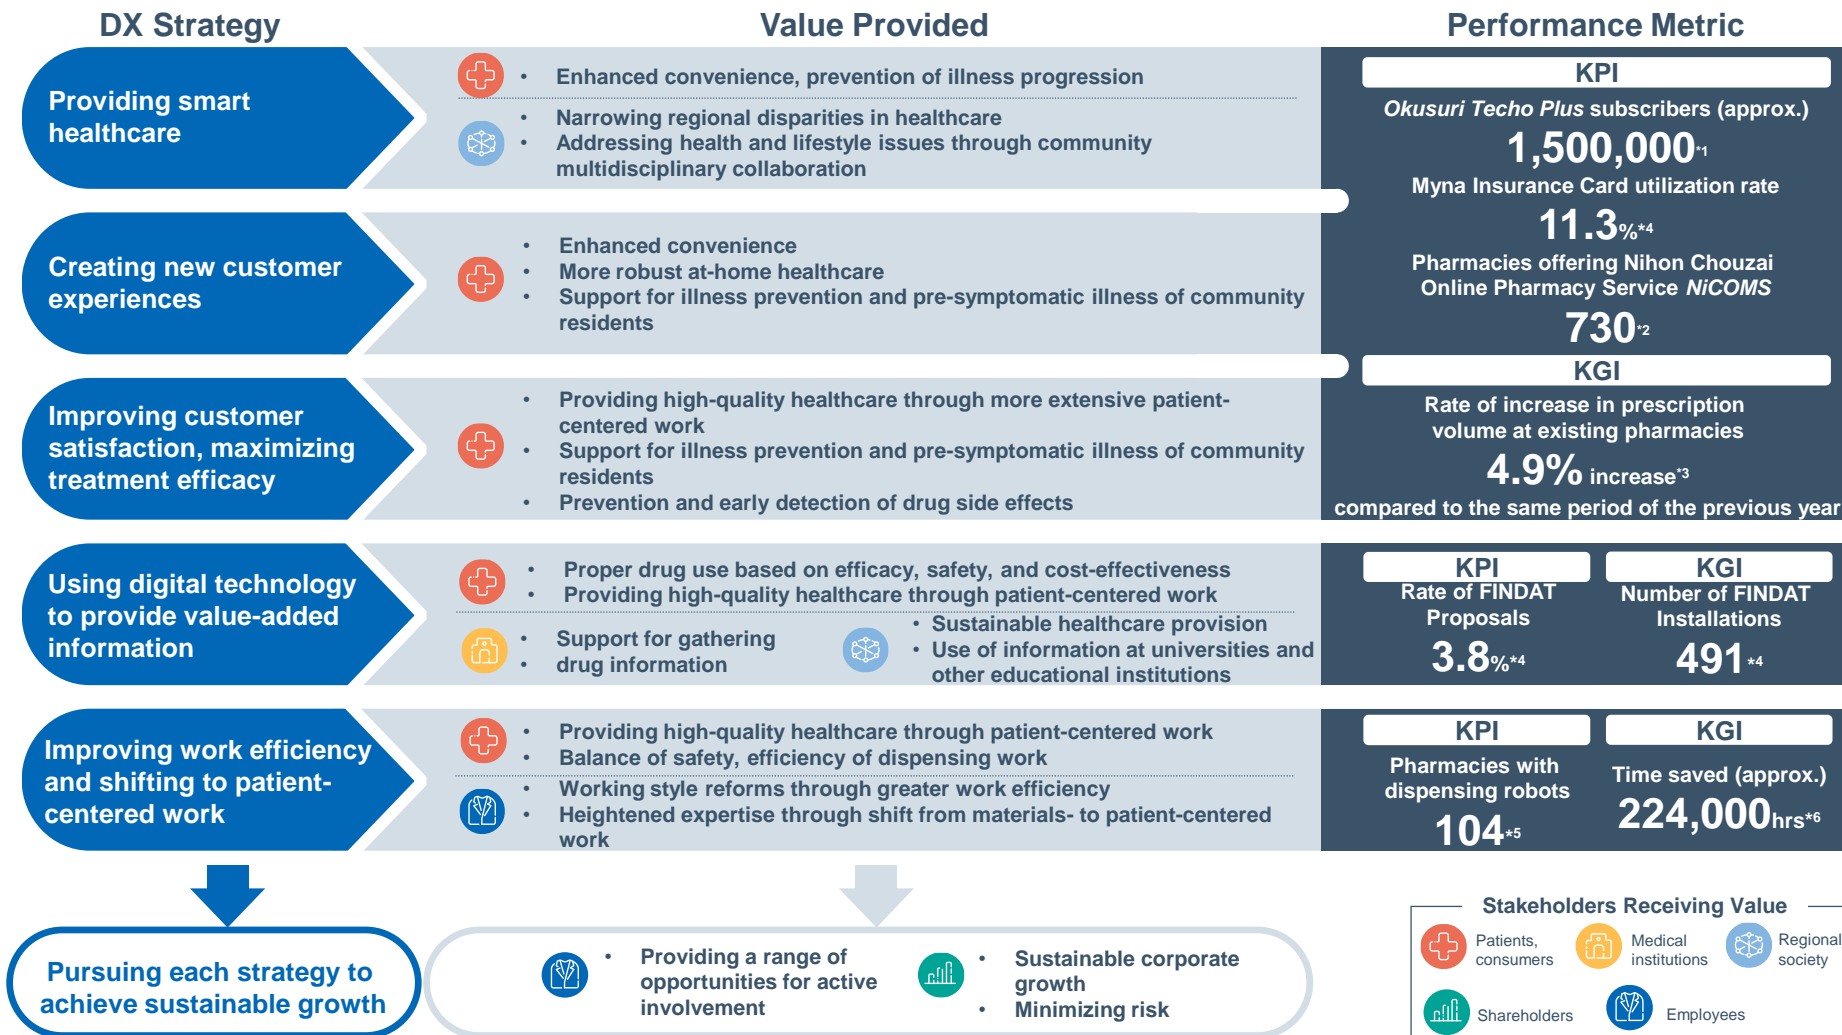 DX Strategy
Value Provided
Performance Metric
Providing smart
healthcare
• Enhanced convenience, prevention of illness progression
• Narrowing regional disparities in healthcare
• Addressing health and lifestyle issues through community
multidisciplinary collaboration
KPI
Okusuri Techo Plus subscribers (approx.)
1,500,000*1
Myna Insurance Card utilization rate
11.3%*4
Pharmacies offering Nihon Chouzai
Online Pharmacy Service NiCOMS
730*2
Creating new customer
experiences
• Enhanced convenience
• More robust at-home healthcare
• Support for illness prevention and pre-symptomatic illness of community
residents
KGI
Rate of increase in prescription
volume at existing pharmacies
4.9% increase*3
compared to the same period of the previous year
Improving customer
satisfaction, maximizing
treatment efficacy
• Providing high-quality healthcare through more extensive patient-
centered work
• Support for illness prevention and pre-symptomatic illness of community
residents
• Prevention and early detection of drug side effects
Using digital technology
to provide value-added
information
• Proper drug use based on efficacy, safety, and cost-effectiveness
• Providing high-quality healthcare through patient-centered work
• Support for gathering
• drug information
• Sustainable healthcare provision
• Use of information at universities and
other educational institutions
KPI
Rate of FINDAT
Proposals
3.8%*4
KGI
Number of FINDAT
Installations
491*4
Improving work efficiency
and shifting to patient-
centered work
• Providing high-quality healthcare through patient-centered work
• Balance of safety, efficiency of dispensing work
• Working style reforms through greater work efficiency
• Heightened expertise through shift from materials- to patient-centered
work
KPI
Pharmacies with
dispensing robots
104*5
KGI
Time saved (approx.)
224,000hrs*6
Pursuing each strategy to
achieve sustainable growth
• Providing a range of
opportunities for active
involvement
• Sustainable corporate
growth
• Minimizing risk
Stakeholders Receiving Value
Patients,
consumers
Medical
institutions
Regional
society
Shareholders
Employees